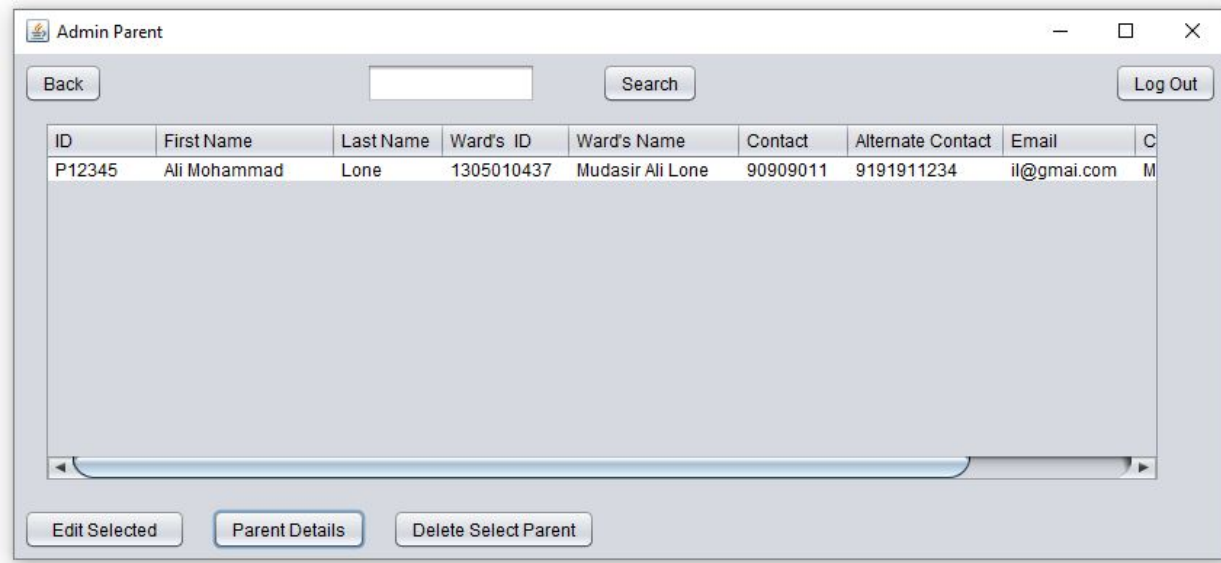 Admin Parent
Back Search Log Out
ID First Name Last Name Ward's ID Ward's Name Contact Alternate Contact Email C
P12345 Ali Mohammad Lone 1305010437 Mudasir Ali Lone 90909011 9191911234 il@gmai.com M
Edit Selected Parent Details Delete Select Parent